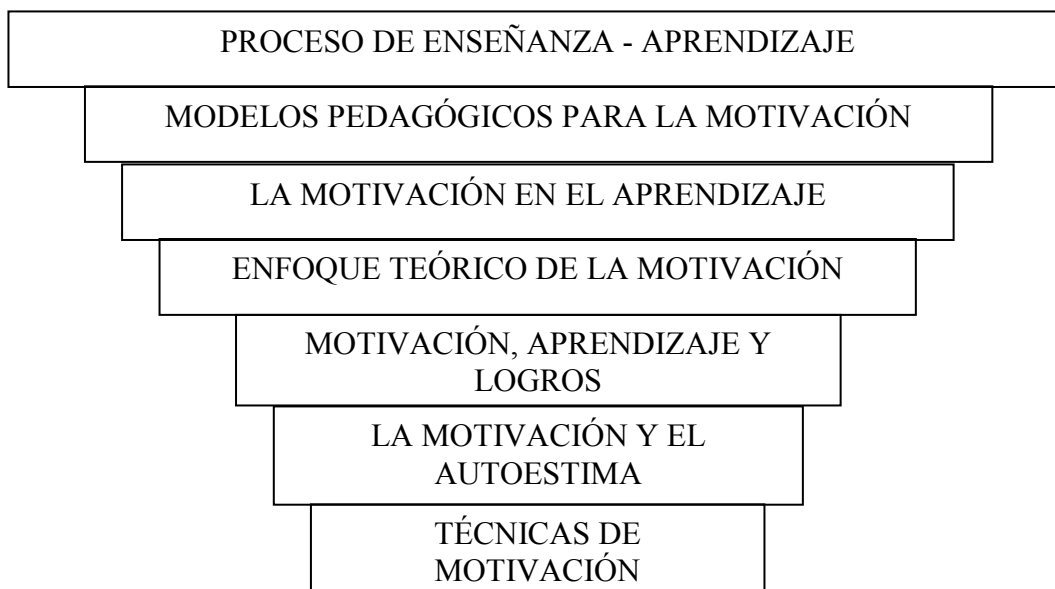 PROCESO DE ENSEÑANZA - APRENDIZAJE
MODELOS PEDAGÓGICOS PARA LA MOTIVACIÓN
LA MOTIVACIÓN EN EL APRENDIZAJE
ENFOQUE TEÓRICO DE LA MOTIVACIÓN
MOTIVACIÓN, APRENDIZAJE Y
LOGROS
LA MOTIVACIÓN Y EL
AUTOESTIMA
TÉCNICAS DE
MOTIVACIÓN